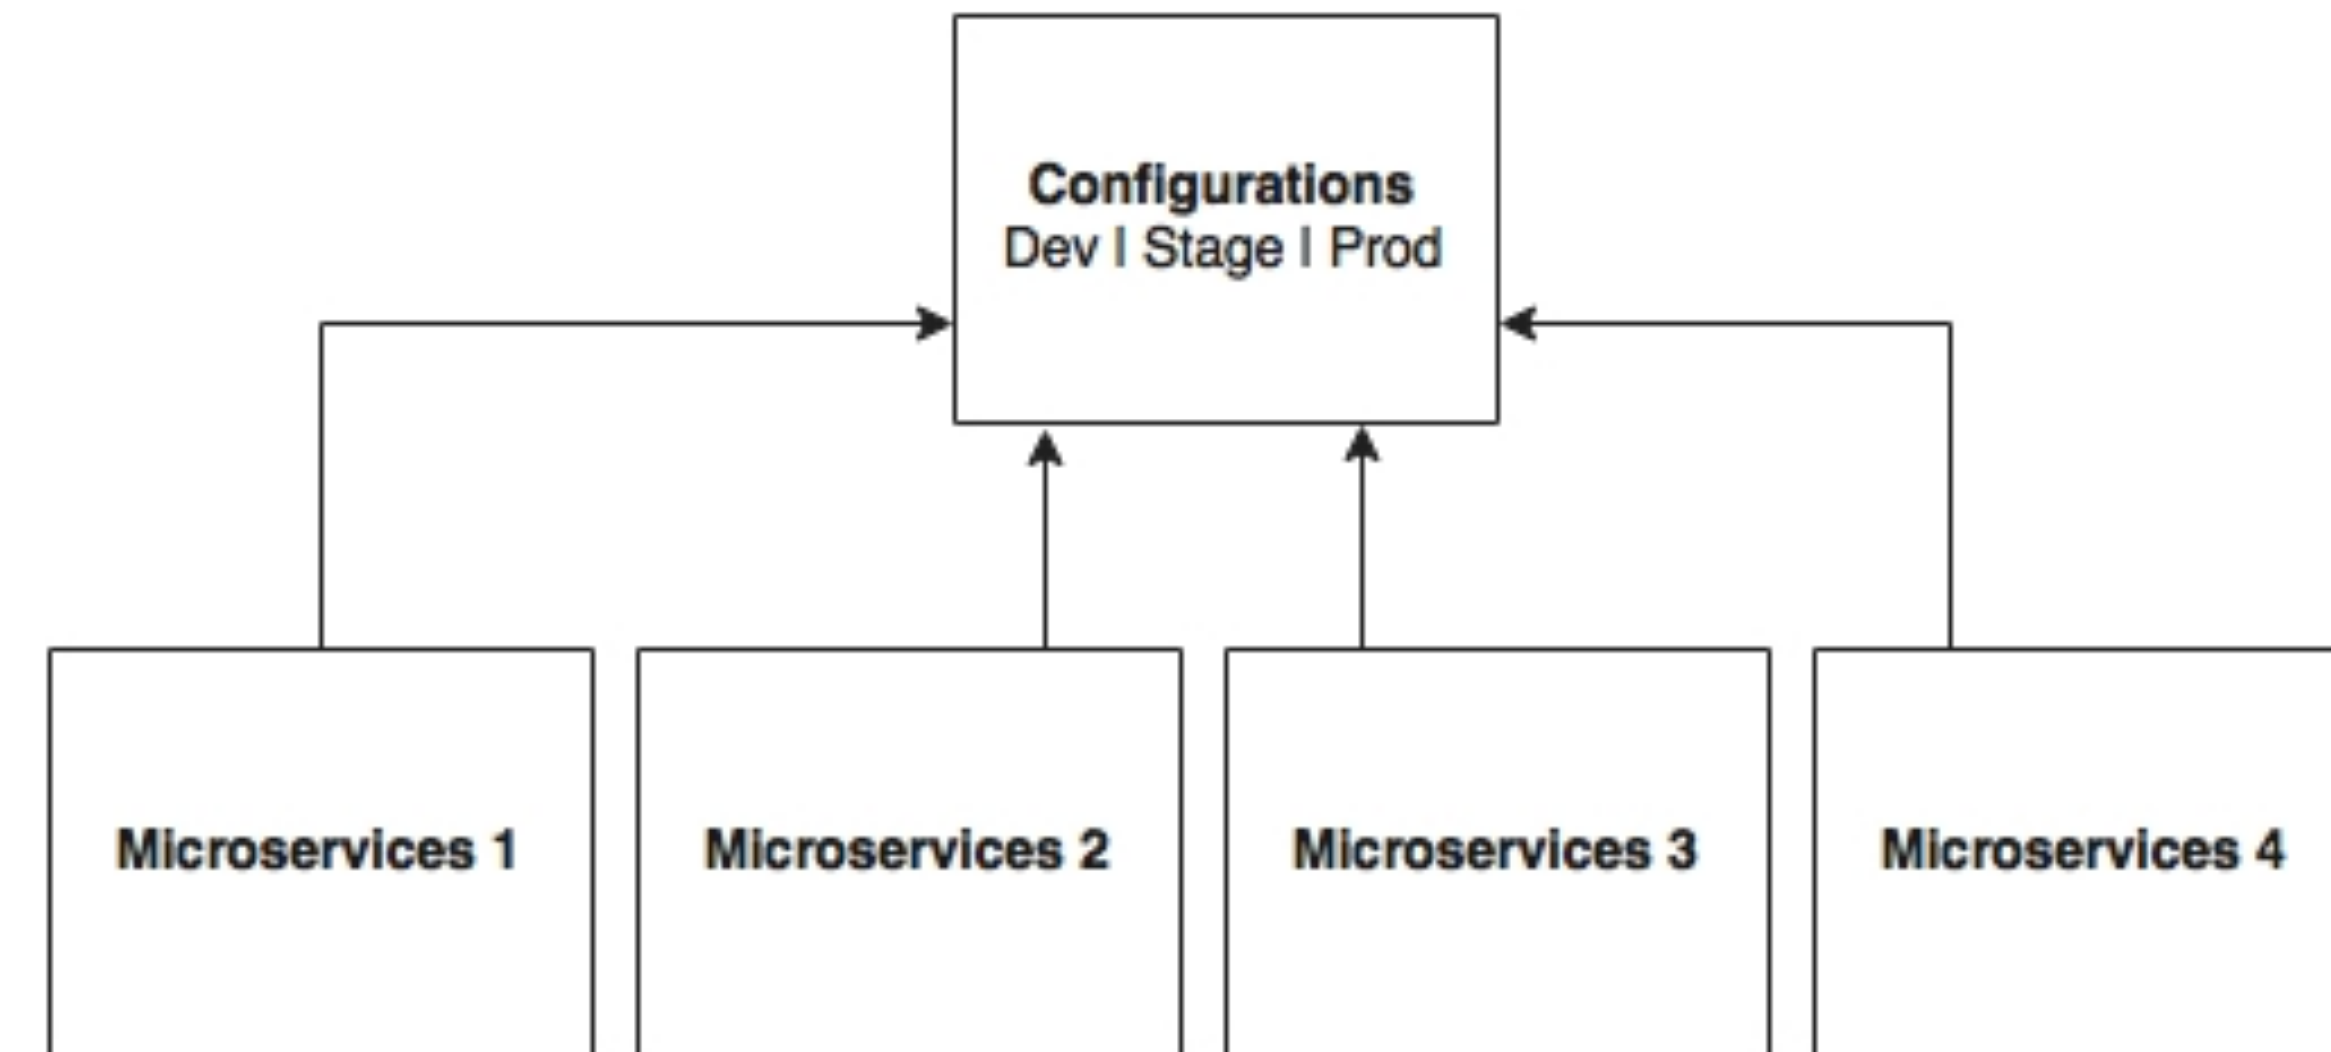 Configurations
Dev | Stage | Prod
Microservices 1
Microservices 2
Microservices 3
Microservices 4